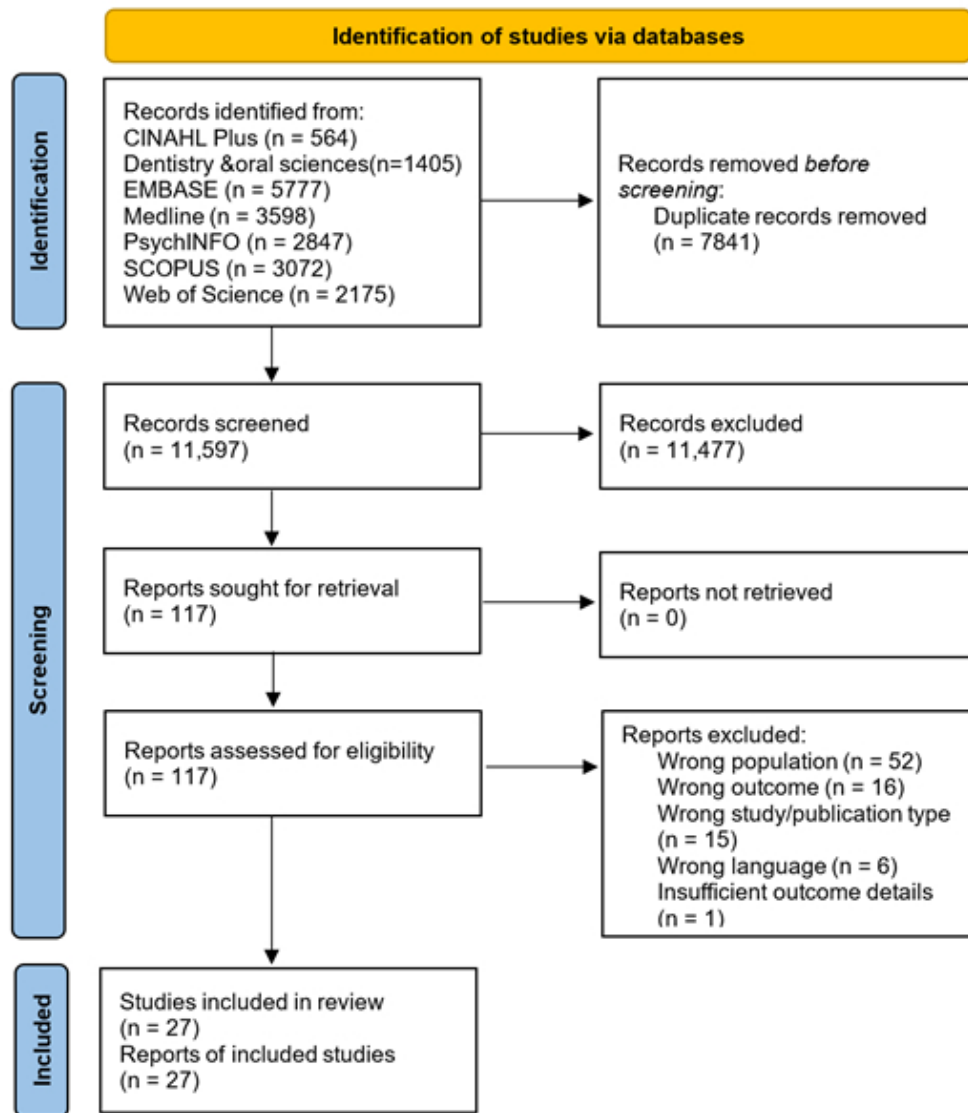 Identification of studies via databases
Identification
Records identified from:
CINAHL Plus (n = 564)
Dentistry &oral sciences(n=1405)
EMBASE (n = 5777)
Medline (n = 3598)
PsychINFO (n = 2847)
SCOPUS (n = 3072)
Web of Science (n = 2175)
Records removed before
screening:
Duplicate records removed
(n = 7841)
Screening
Records screened
(n = 11,597)
Records excluded
(n = 11,477)
Reports sought for retrieval
(n = 117)
Reports not retrieved
(n = 0)
Reports assessed for eligibility
(n = 117)
Reports excluded:
Wrong population (n = 52)
Wrong outcome (n = 16)
Wrong study/publication type
(n = 15)
Wrong language (n = 6)
Insufficient outcome details
(n = 1)
Included
Studies included in review
(n = 27)
Reports of included studies
(n = 27)